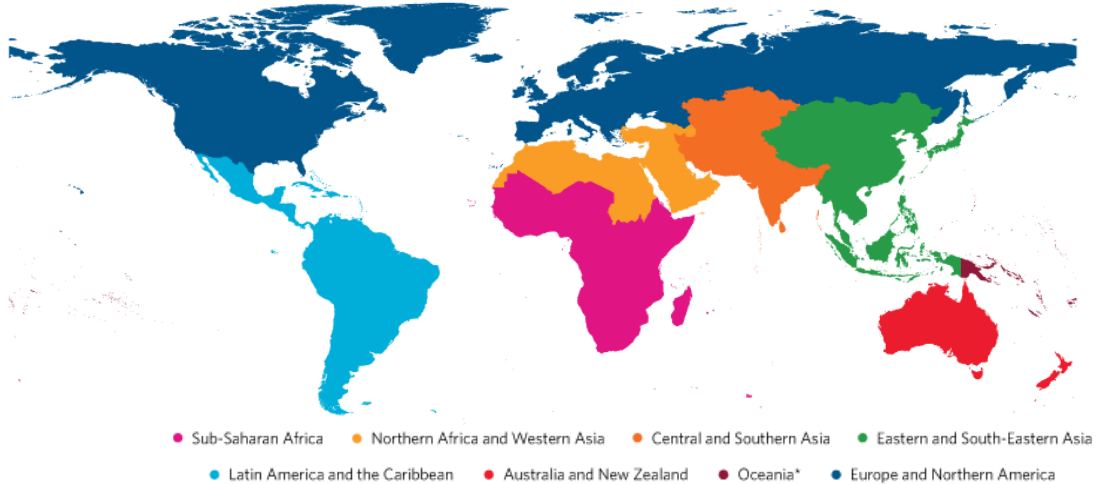 Sub-Saharan Africa Northern Africa and Western Asia Central and Southern Asia Eastern and South-Eastern Asia
Latin America and the Caribbean Australia and New Zealand Oceania* Europe and Northern America